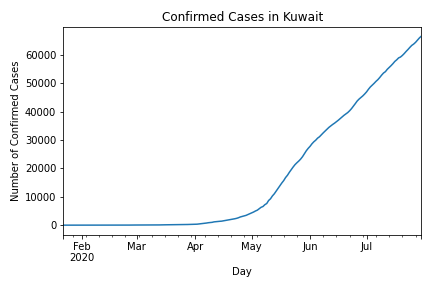 Confirmed Cases in Kuwait
Number of Confirmed Cases
60000
50000
40000
30000
20000
10000
0
Feb
2020
Mar
Apr
May
Jun
Jul
Day